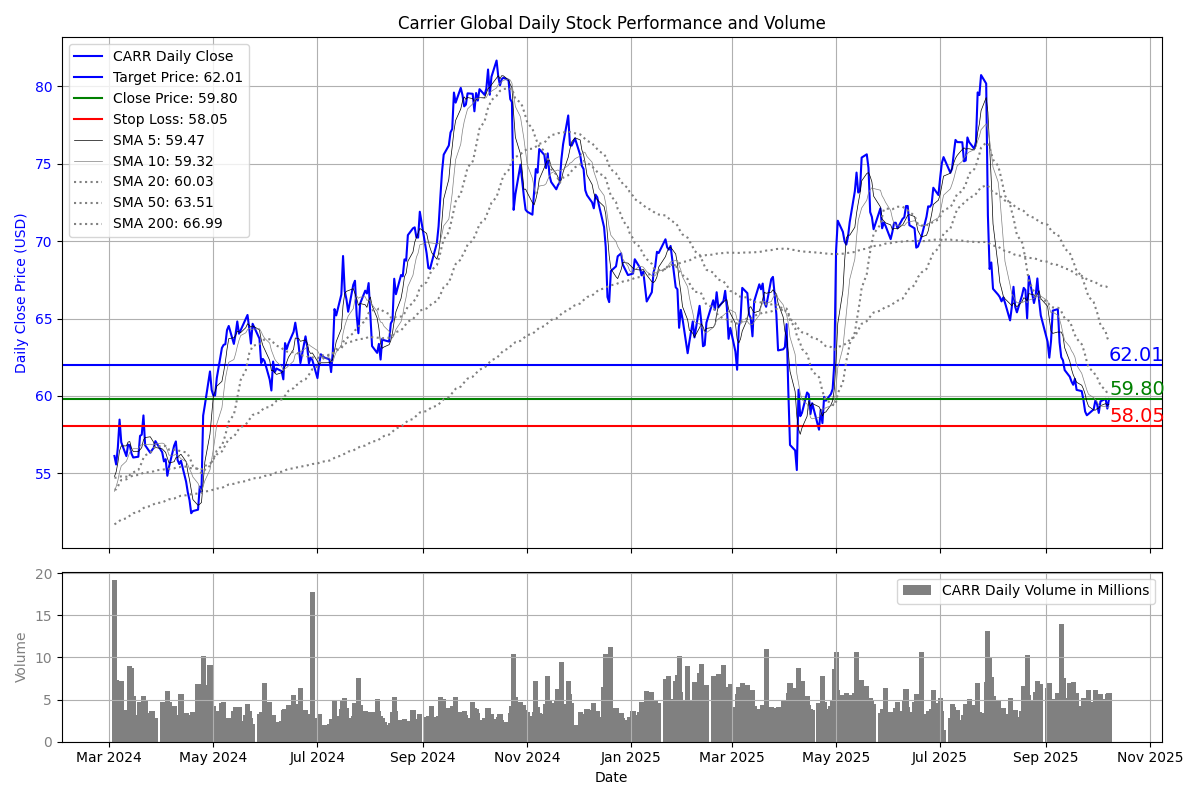 Carrier Global Daily Stock Performance and Volume
CARR Daily Close
Target Price: 62.01
Close Price: 59.80
Stop Loss: 58.05
SMA 5: 59.47
SMA 10: 59.32
SMA 20: 60.03
SMA 50: 63.51
SMA 200: 66.99
Daily Close Price (USD)
80
75
70
65
60
55
62.01
59.80
58.05
CARR Daily Volume in Millions
Volume
20
15
10
5
0
Mar 2024 May 2024 Jul 2024 Sep 2024 Nov 2024 Jan 2025 Mar 2025 May 2025 Jul 2025 Sep 2025 Nov 2025
Date